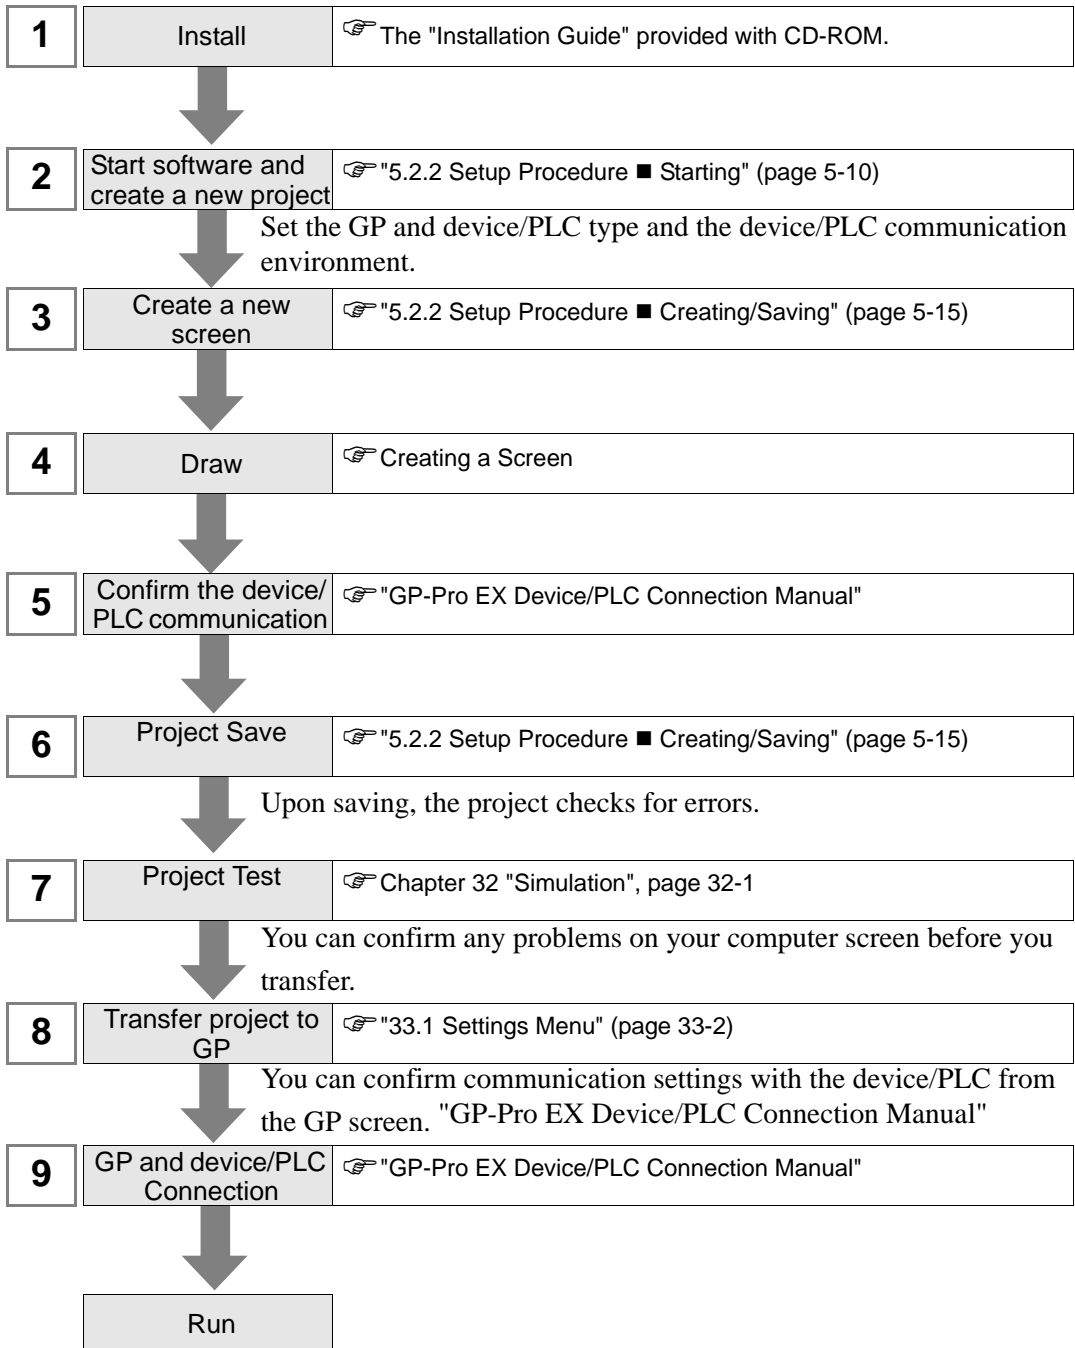 1
Install
☞ The "Installation Guide" provided with CD-ROM.
2
Start software and
create a new project
☞ "5.2.2 Setup Procedure ■ Starting" (page 5-10)
Set the GP and device/PLC type and the device/PLC communication
environment.
3
Create a new
screen
☞ "5.2.2 Setup Procedure ■ Creating/Saving" (page 5-15)
4
Draw
☞ Creating a Screen
5
Confirm the device/
PLC communication
☞ "GP-Pro EX Device/PLC Connection Manual"
6
Project Save
☞ "5.2.2 Setup Procedure ■ Creating/Saving" (page 5-15)
Upon saving, the project checks for errors.
7
Project Test
☞ Chapter 32 "Simulation", page 32-1
You can confirm any problems on your computer screen before you
transfer.
8
Transfer project to
GP
☞ "33.1 Settings Menu" (page 33-2)
You can confirm communication settings with the device/PLC from
the GP screen. "GP-Pro EX Device/PLC Connection Manual"
9
GP and device/PLC
Connection
☞ "GP-Pro EX Device/PLC Connection Manual"
Run